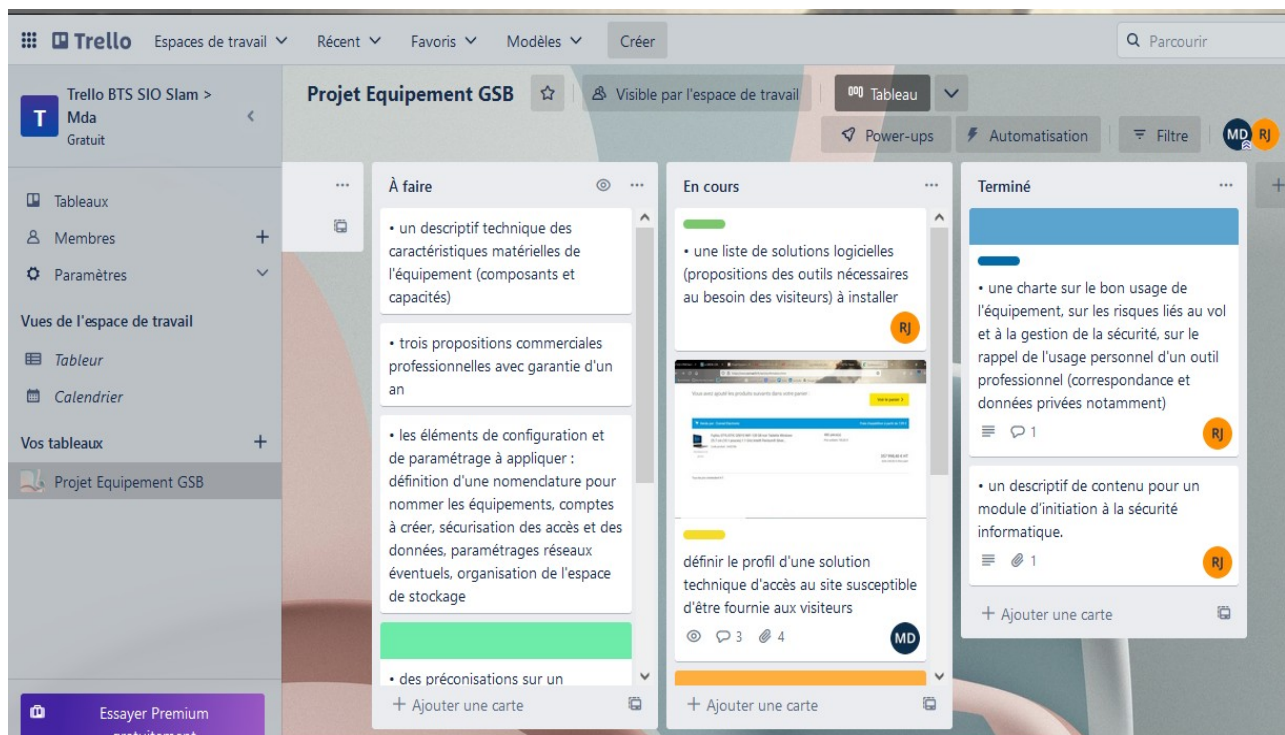 Trello Espaces de travail Récent Favoris Modèles Créer Parcourir
T
Trello BTS SIO Slam >
Mda
Gratuit
Tableaux
Membres
Paramètres
Vues de l'espace de travail
Tableur
Calendrier
Vos tableaux
Projet Equipement GSB
Essayer Premium
gratuitement
Projet Equipement GSB Visible par l'espace de travail Tableau
Power-ups Automatisation Filtre MD RJ
À faire
• un descriptif technique des
caractéristiques matérielles de
l'équipement (composants et
capacités)
• trois propositions commerciales
professionnelles avec garantie d'un
an
• les éléments de configuration et
de paramétrage à appliquer :
définition d'une nomenclature pour
nommer les équipements, comptes
à créer, sécurisation des accès et des
données, paramétrages réseaux
éventuels, organisation de l'espace
de stockage
• des préconisations sur un
+ Ajouter une carte
En cours
• une liste de solutions logicielles
(propositions des outils nécessaires
au besoin des visiteurs) à installer
RJ
Vous avez ajouté les produits suivants dans votre panier :
définir le profil d'une solution
technique d'accès au site susceptible
d'être fournie aux visiteurs
3 4 MD
+ Ajouter une carte
Terminé
• une charte sur le bon usage de
l'équipement, sur les risques liés au vol
et à la gestion de la sécurité, sur le
rappel de l'usage personnel d'un outil
professionnel (correspondance et
données privées notamment)
1 RJ
• un descriptif de contenu pour un
module d'initiation à la sécurité
informatique.
1 RJ
+ Ajouter une carte